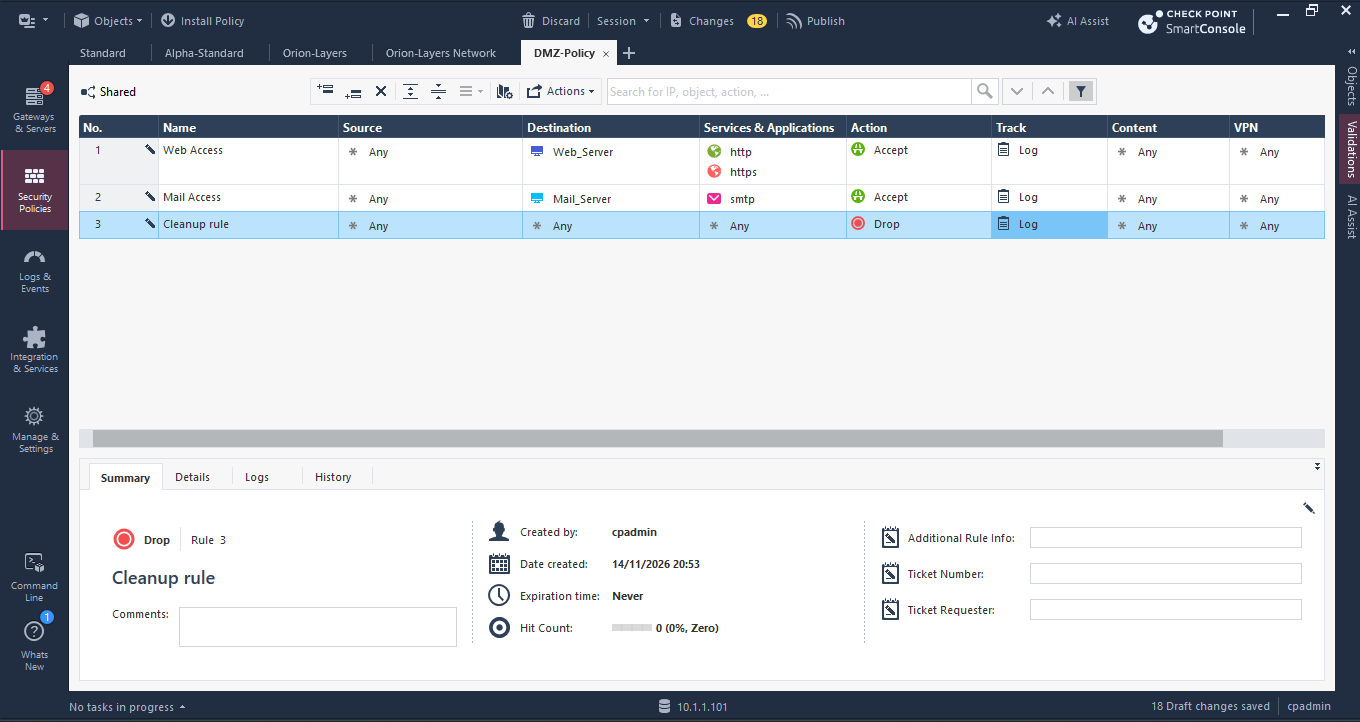 Objects
Install Policy
Discard
Session
Changes
18
Publish
AI Assist
CHECK POINT
SmartConsole
Standard
Alpha-Standard
Orion-Layers
Orion-Layers Network
DMZ-Policy
4
Gateways
& Servers
Security
Policies
Logs &
Events
Integration
& Services
Manage &
Settings
Command
Line
1
Whats
New
Shared
Actions
Search for IP, object, action, ...
No. Name Source Destination Services & Applications Action Track Content VPN
1 Web Access Any Web_Server http Accept Log Any Any
https
2 Mail Access Any Mail_Server smtp Accept Log Any Any
3 Cleanup rule Any Any Any Drop Log Any Any
Summary Details Logs History
Drop Rule 3
Cleanup rule
Comments:
Created by: cpadmin
Date created: 14/11/2026 20:53
Expiration time: Never
Hit Count: 0 (0%, Zero)
Additional Rule Info:
Ticket Number:
Ticket Requester:
Objects
Validations
AI Assist
No tasks in progress
10.1.1.101
18 Draft changes saved
cpadmin